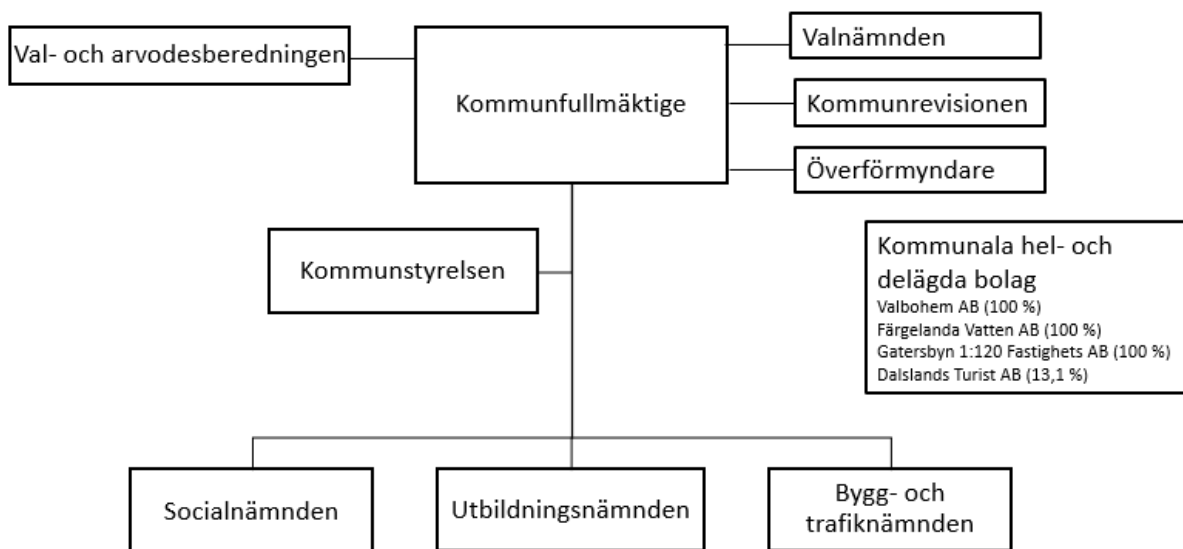 Val- och arvodesberedningen
Kommunfullmäktige
Valnämnden
Kommunrevisionen
Överförmyndare
Kommunstyrelsen
Kommunala hel- och
delägda bolag
Valbohem AB (100 %)
Färgelanda Vatten AB (100 %)
Gatersbyn 1:120 Fastighets AB (100 %)
Dalslands Turist AB (13,1 %)
Socialnämnden
Utbildningsnämnden
Bygg- och
trafiknämnden